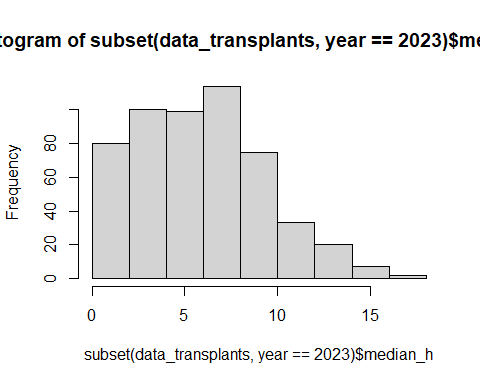 togram of subset(data_transplants, year == 2023)$me
Frequency
80
60
40
20
0
0 5 10 15
subset(data_transplants, year == 2023)$median_h